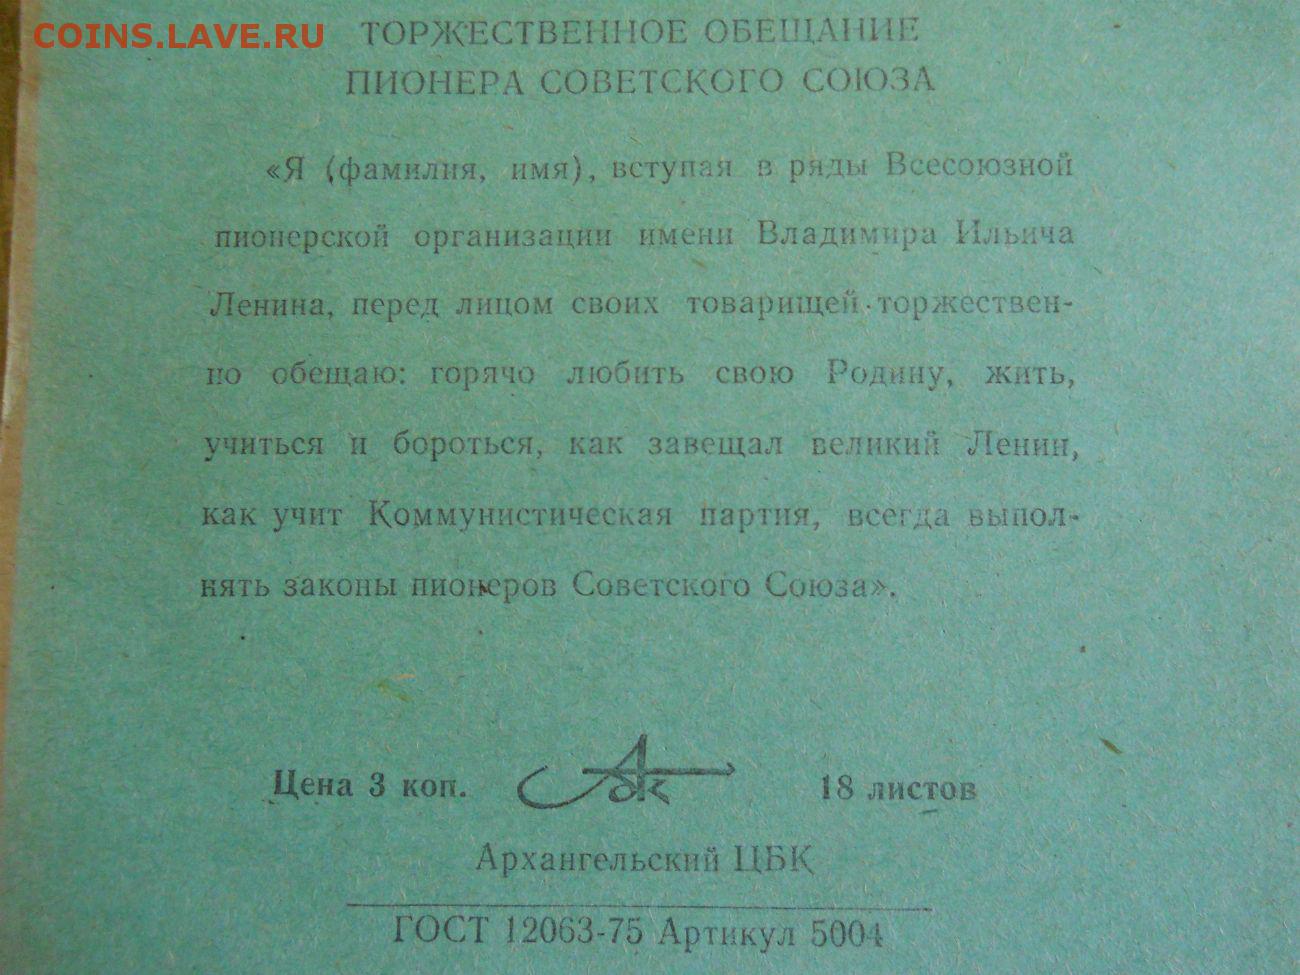 COINS.LAVE.RU
ТОРЖЕСТВЕННОЕ ОБЕЩАНИЕ
ПИОНЕРА СОВЕТСКОГО СОЮЗА
«Я (фамилия, имя), вступая в ряды Всесоюзной
пионерской организации имени Владимира Ильича
Ленина, перед лицом своих товарищей торжествен-
но обещаю: горячо любить свою Родину, жить,
учиться и бороться, как завещал великий Ленин,
как учит Коммунистическая партия, всегда выпол-
нять законы пионеров Советского Союза».
Цена 3 коп. 18 листов
Архангельский ЦБК
ГОСТ 12063-75 Артикул 5004